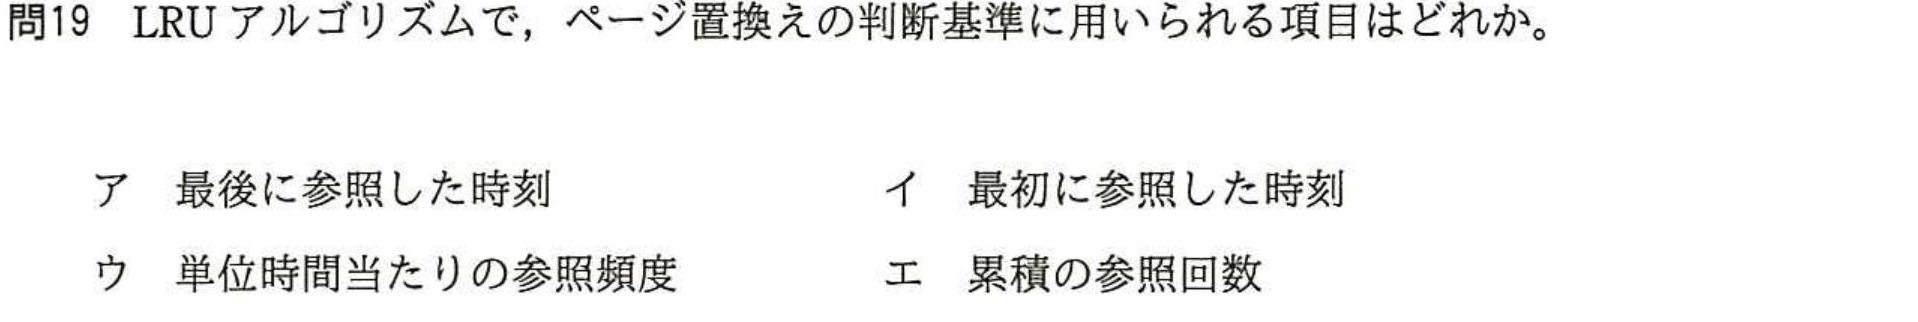 問19 LRU アルゴリズムで，ページ置換えの判断基準に用いられる項目はどれか。
ア 最後に参照した時刻 イ 最初に参照した時刻
ウ 単位時間当たりの参照頻度 エ 累積の参照回数